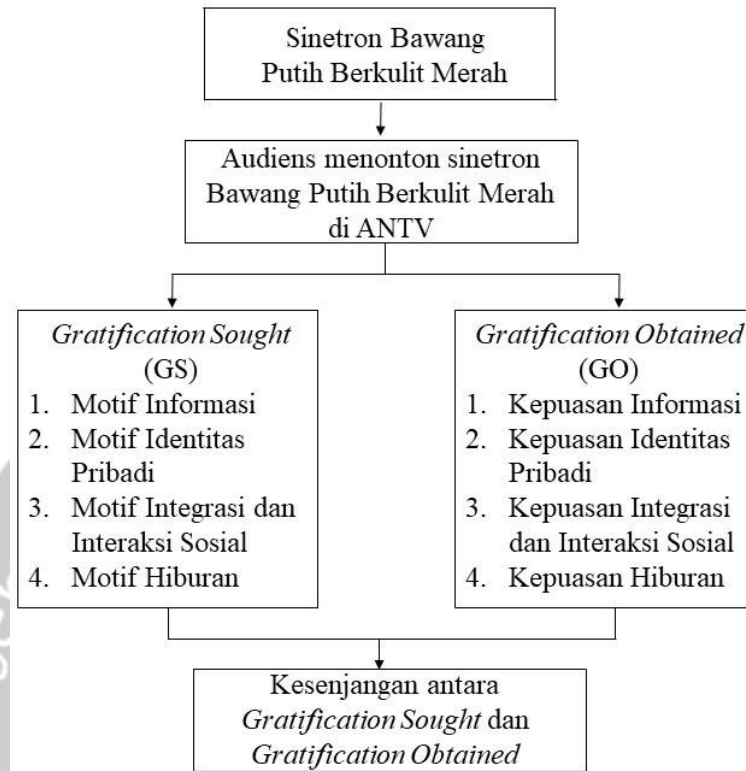 Sinetron Bawang
Putih Berkulit Merah
Audiens menonton sinetron
Bawang Putih Berkulit Merah
di ANTV
Gratification Sought
(GS)
1. Motif Informasi
2. Motif Identitas
Pribadi
3. Motif Integrasi dan
Interaksi Sosial
4. Motif Hiburan
Gratification Obtained
(GO)
1. Kepuasan Informasi
2. Kepuasan Identitas
Pribadi
3. Kepuasan Integrasi
dan Interaksi Sosial
4. Kepuasan Hiburan
Kesenjangan antara
Gratification Sought dan
Gratification Obtained